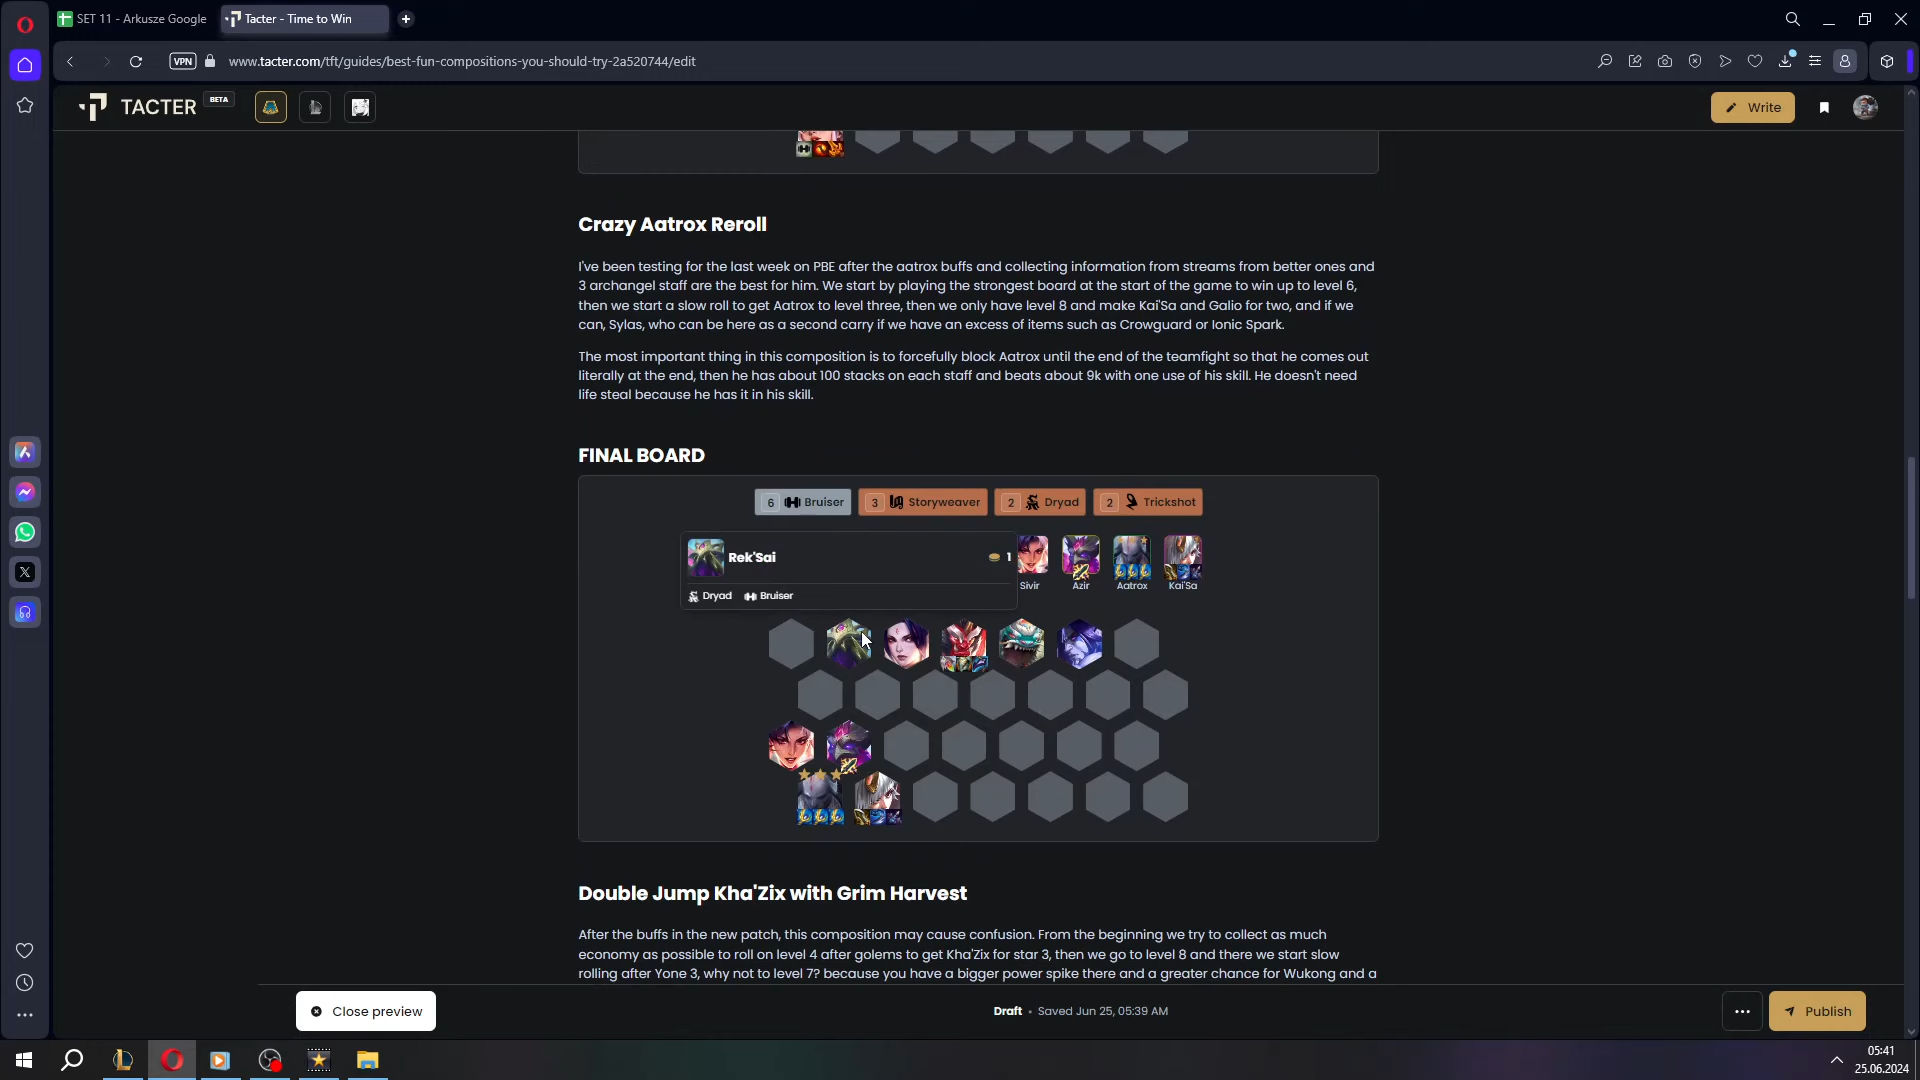 SET 11 - Arkusze Google
Tacter - Time to Win
VPN
www.tacter.com/tft/guides/best-fun-compositions-you-should-try-2a520744/edit
TACTER BETA
Write
Crazy Aatrox Reroll
I've been testing for the last week on PBE after the aatrox buffs and collecting information from streams from better ones and
3 archangel staff are the best for him. We start by playing the strongest board at the start of the game to win up to level 6,
then we start a slow roll to get Aatrox to level three, then we only have level 8 and make Kai'Sa and Galio for two, and if we
can, Sylas, who can be here as a second carry if we have an excess of items such as Crowguard or Ionic Spark.
The most important thing in this composition is to forcefully block Aatrox until the end of the teamfight so that he comes out
literally at the end, then he has about 100 stacks on each staff and beats about 9k with one use of his skill. He doesn't need
life steal because he has it in his skill.
FINAL BOARD
6 Bruiser 3 Storyweaver 2 Dryad 2 Trickshot
Rek'Sai 1
Dryad Bruiser
Sivir Azir Aatrox Kai'Sa
Double Jump Kha'Zix with Grim Harvest
After the buffs in the new patch, this composition may cause confusion. From the beginning we try to collect as much
economy as possible to roll on level 4 after golems to get Kha'Zix for star 3, then we go to level 8 and there we start slow
rolling after Yone 3, why not to level 7? because you have a bigger power spike there and a greater chance for Wukong and a
Close preview
Draft • Saved Jun 25, 05:39 AM
Publish
05:41
25.06.2024